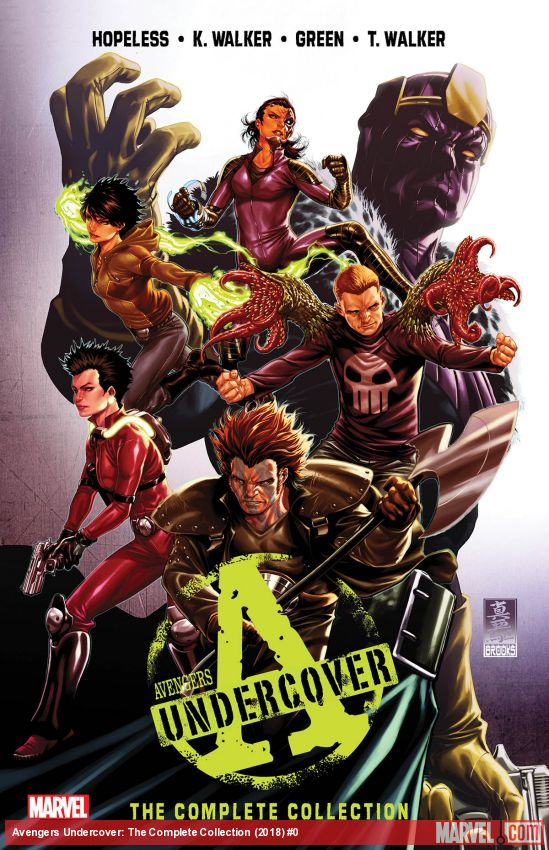 HOPELESS • K. WALKER • GREEN • T. WALKER
AVENGERS
UNDERCOVER
BROOKS
MARVEL
THE COMPLETE COLLECTION
Avengers Undercover: The Complete Collection (2018) #0
MARVEL.com